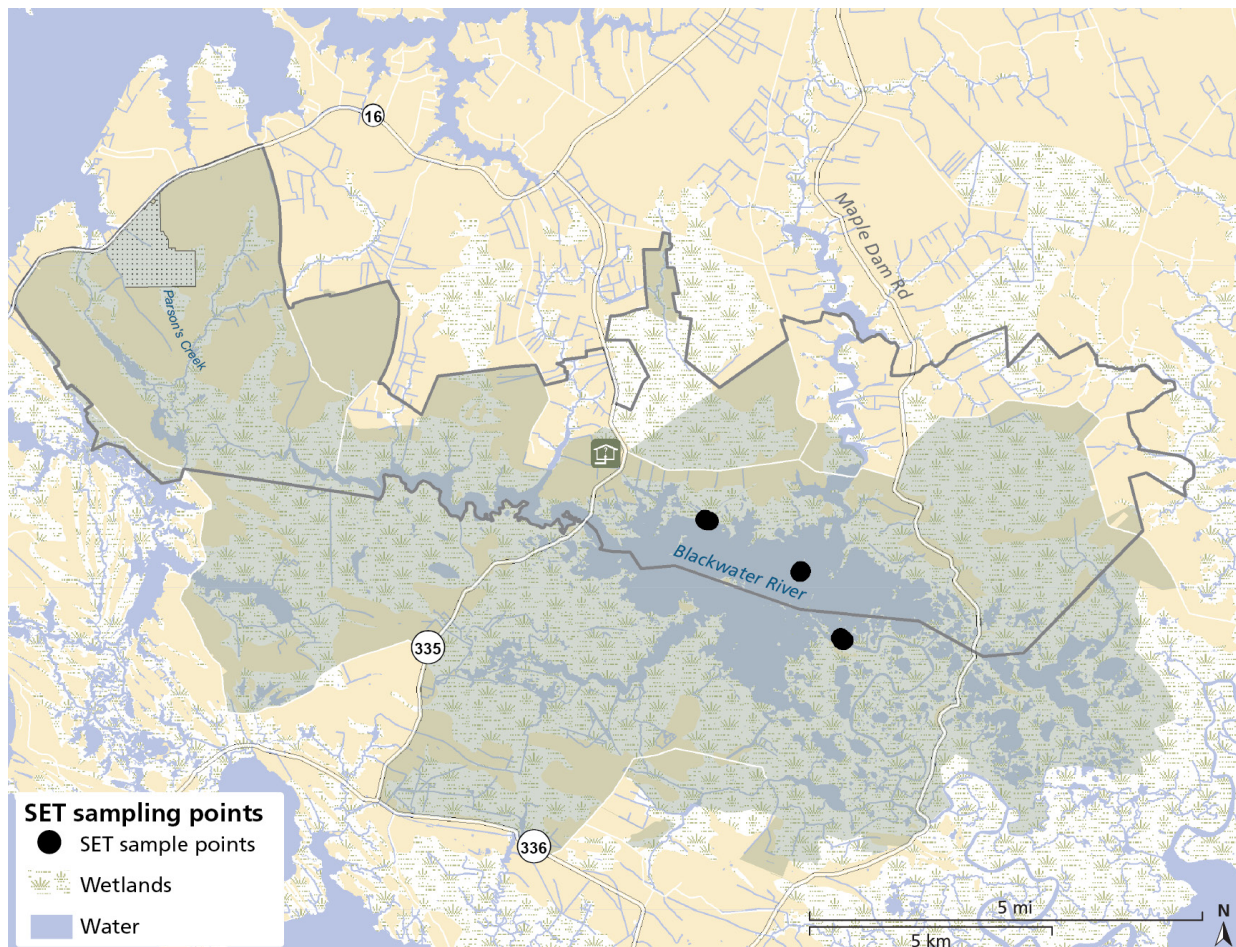 16
Maple Dam Rd
Parson's Creek
Blackwater River
335
336
SET sampling points
SET sample points
Wetlands
Water
5 mi
5 km
N